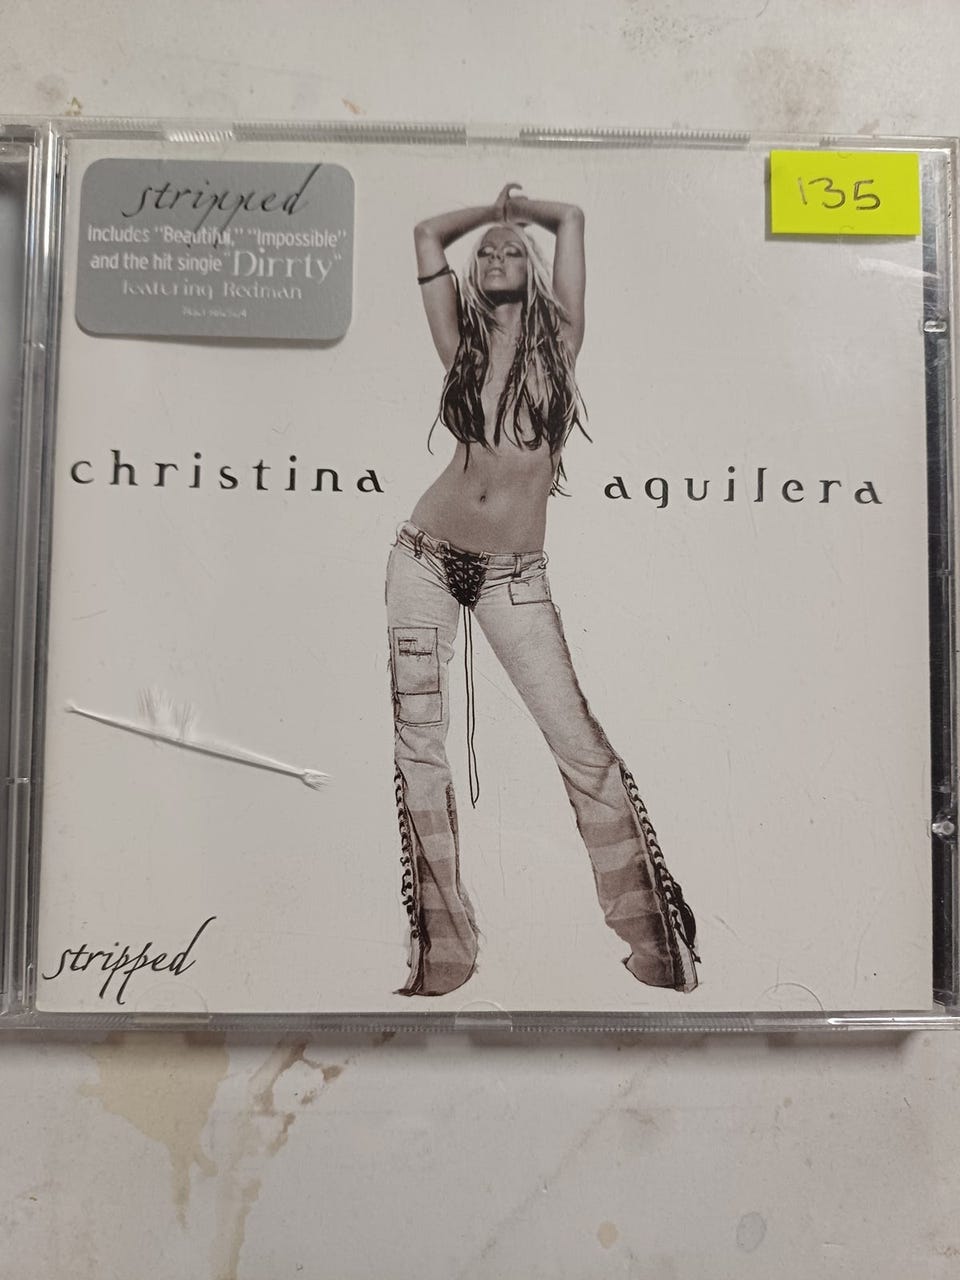 stripped
Includes "Beautiful," "Impossible"
and the hit single "Dirrty"
featuring Redman
135
christina aguilera
stripped